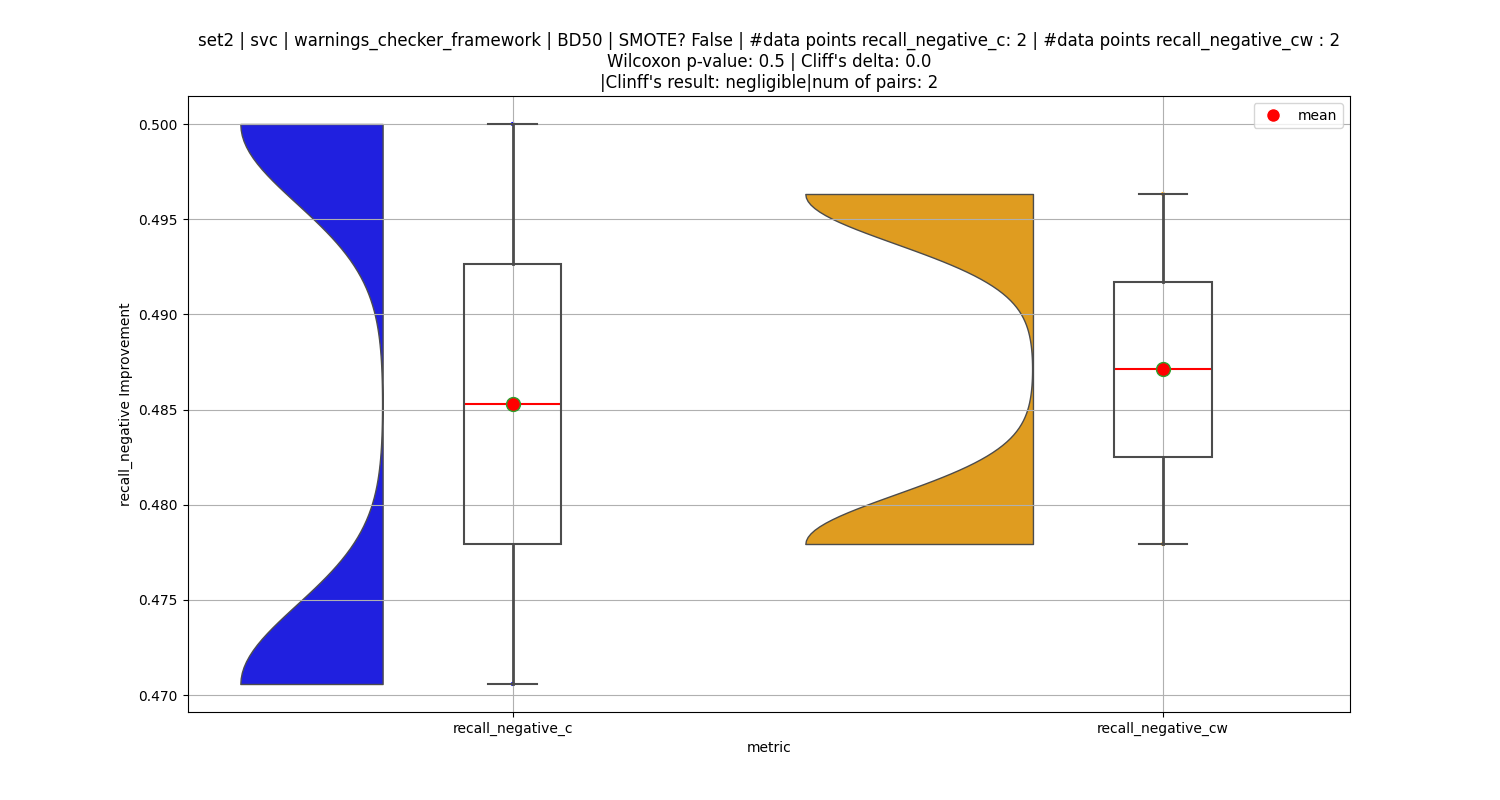 set2 | svc | warnings_checker_framework | BD50 | SMOTE? False | #data points recall_negative_c: 2 | #data points recall_negative_cw : 2
Wilcoxon p-value: 0.5 | Cliff's delta: 0.0
|Clinff's result: negligible|num of pairs: 2
mean
0.500
0.495
0.490
0.485
0.480
0.475
0.470
recall_negative Improvement
recall_negative_c
recall_negative_cw
metric